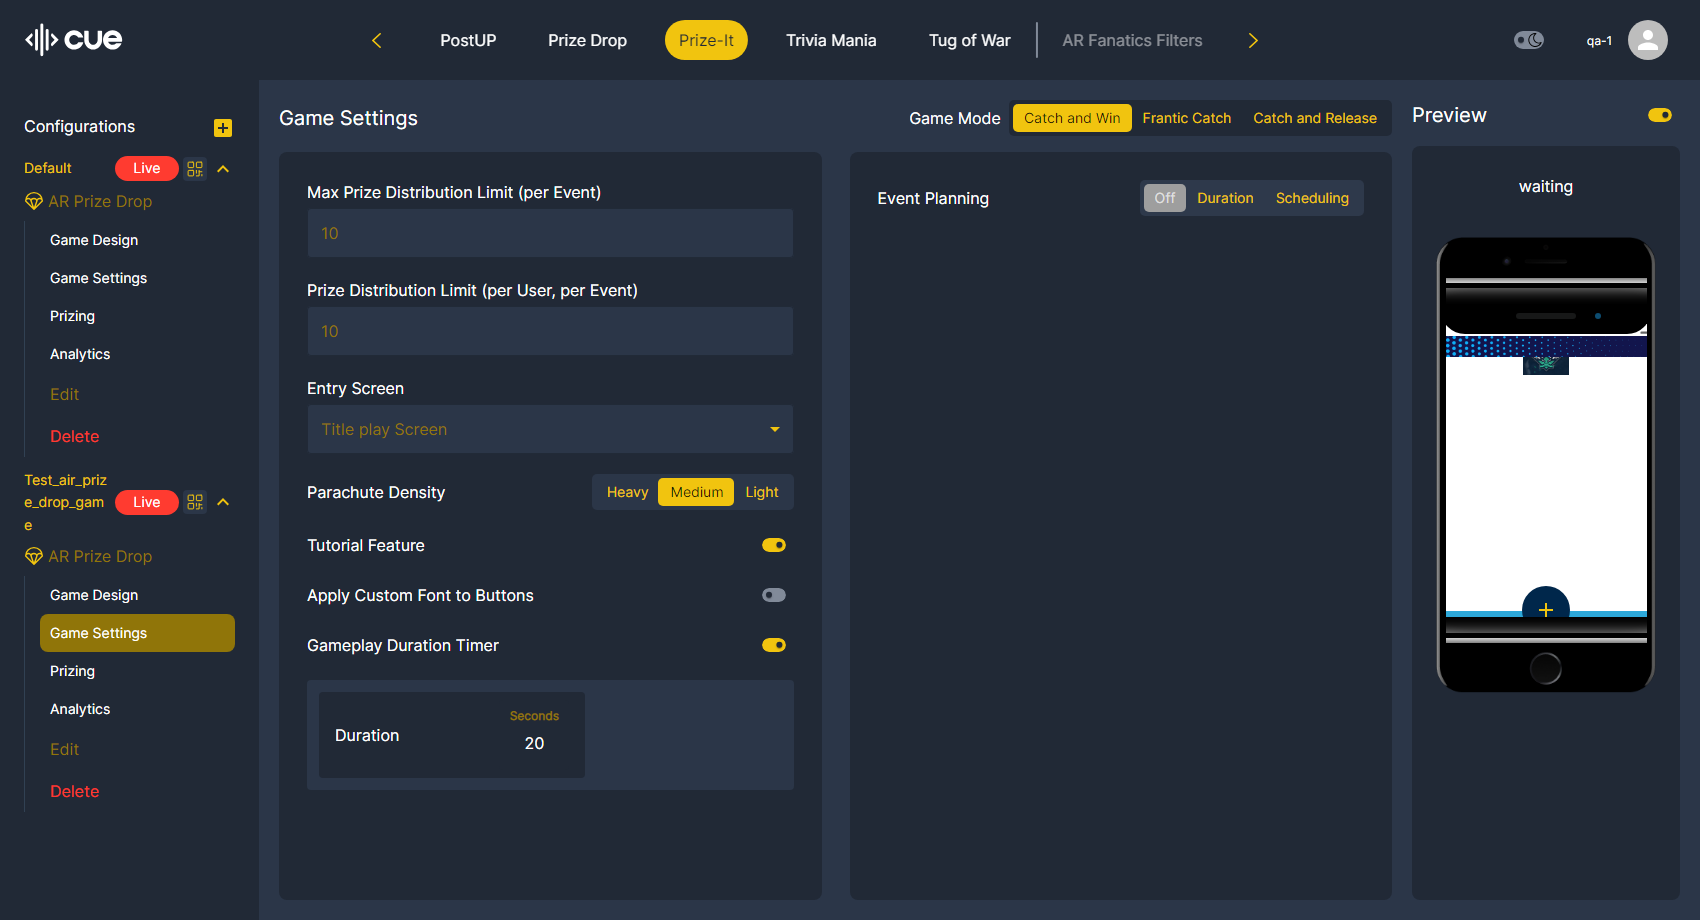 cue
PostUP
Prize Drop
Prize-It
Trivia Mania
Tug of War
AR Fanatics Filters
qa-1
Configurations
Default
Live
AR Prize Drop
Game Design
Game Settings
Prizing
Analytics
Edit
Delete
Test_air_priz
e_drop_gam
e
Live
AR Prize Drop
Game Design
Game Settings
Prizing
Analytics
Edit
Delete
Game Settings
Game Mode
Catch and Win
Frantic Catch
Catch and Release
Max Prize Distribution Limit (per Event)
10
Prize Distribution Limit (per User, per Event)
10
Entry Screen
Title play Screen
Parachute Density
Heavy
Medium
Light
Tutorial Feature
Apply Custom Font to Buttons
Gameplay Duration Timer
Duration
Seconds
20
Event Planning
Off
Duration
Scheduling
Preview
waiting